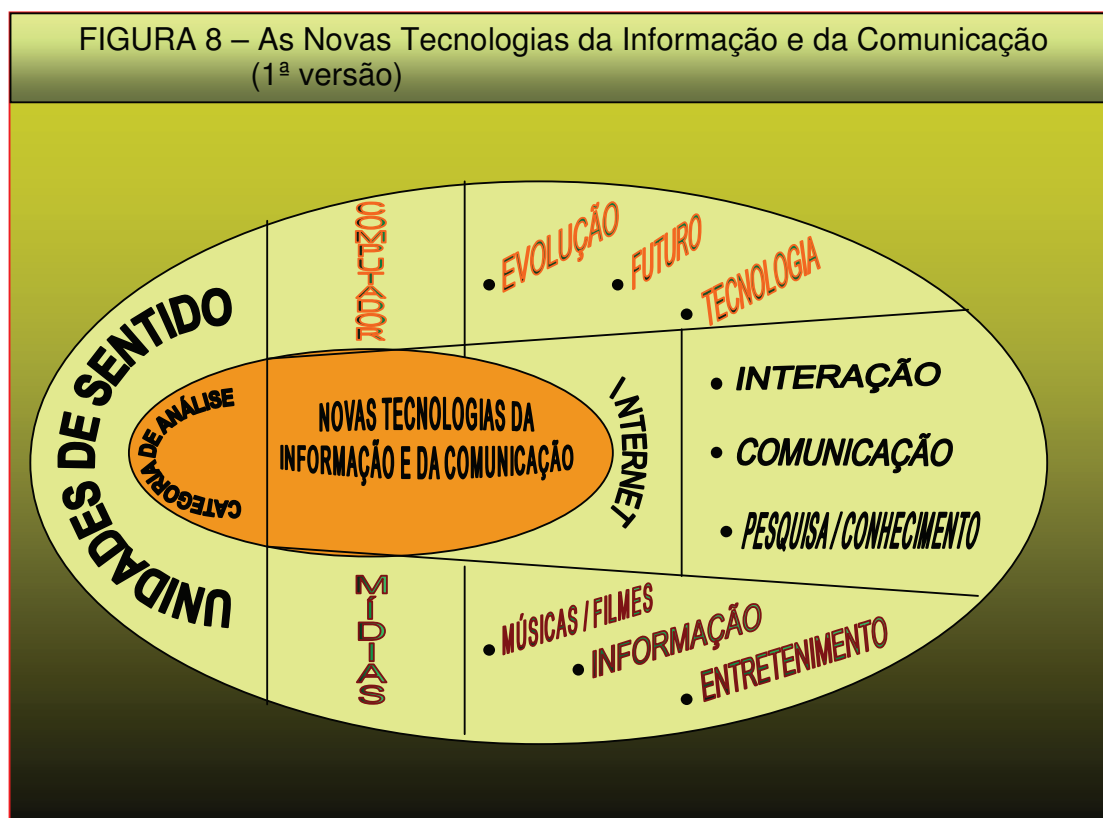 FIGURA 8 – As Novas Tecnologias da Informação e da Comunicação
(1ª versão)
UNIDADES DE SENTIDO
CATEGORIA DE ANÁLISE
NOVAS TECNOLOGIAS DA
INFORMAÇÃO E DA COMUNICAÇÃO
COMPUTADOR
• EVOLUÇÃO
• FUTURO
• TECNOLOGIA
INTERNET
• INTERAÇÃO
• COMUNICAÇÃO
• PESQUISA / CONHECIMENTO
MÍDIAS
• MÚSICAS / FILMES
• INFORMAÇÃO
• ENTRETENIMENTO